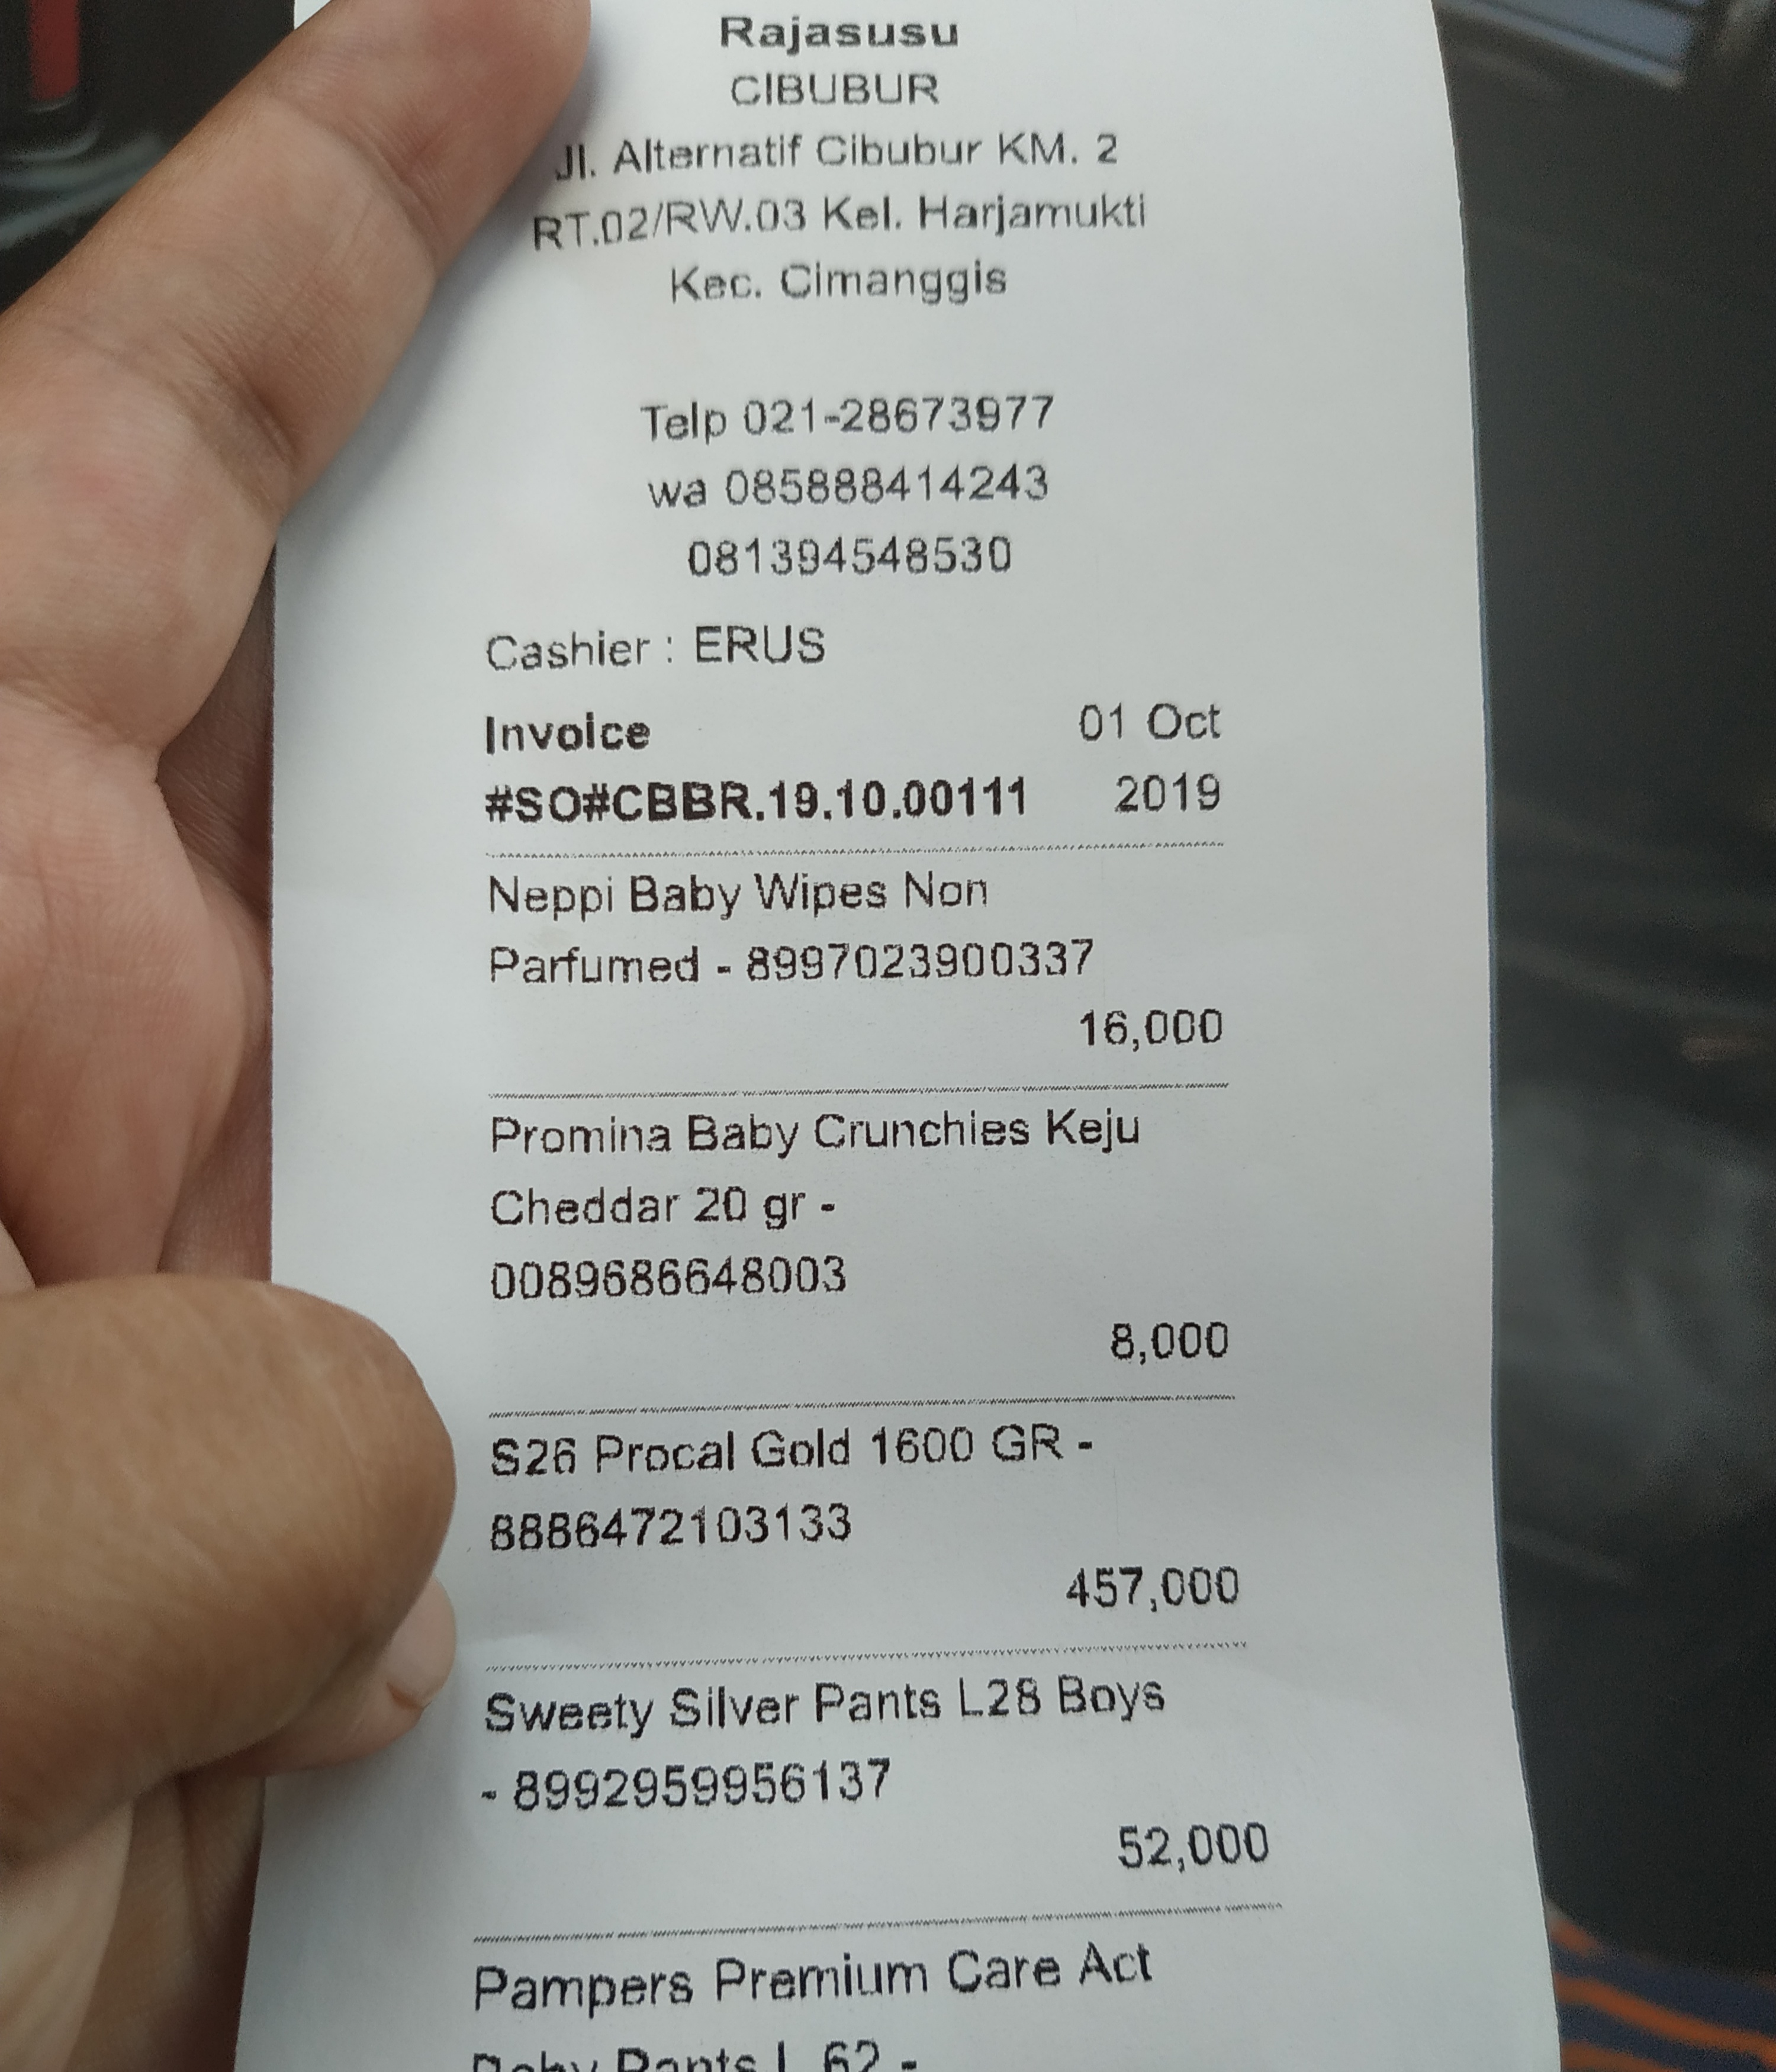 Rajasusu
CIBUBUR
Jl. Alternatif Cibubur KM. 2
RT.02/RW.03 Kel. Harjamukti
Kec. Cimanggis
Telp 021-28673977
wa 085888414243
081394548530
Cashier : ERUS
Invoice 01 Oct
#SO#CBBR.19.10.00111 2019
Neppi Baby Wipes Non
Parfumed - 8997023900337
16,000
Promina Baby Crunchies Keju
Cheddar 20 gr -
0089686648003
8,000
S26 Procal Gold 1600 GR -
8886472103133
457,000
Sweety Silver Pants L28 Boys
- 8992959956137
52,000
Pampers Premium Care Act
Baby Pants L 62 -